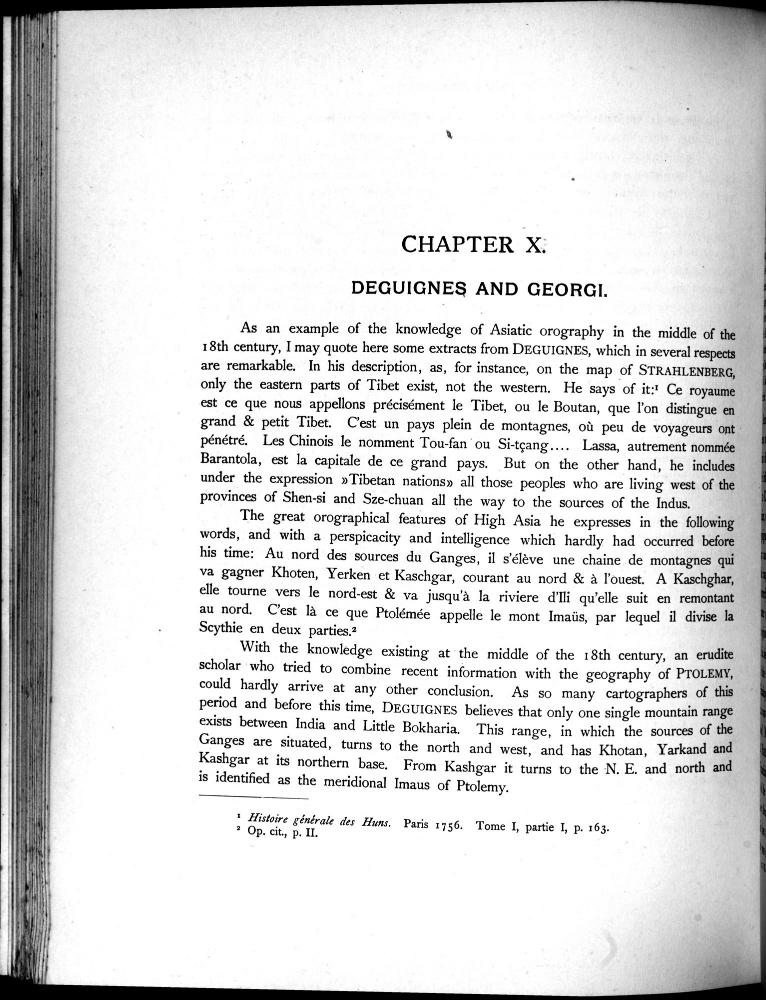 CHAPTER X.
DEGUIGNES AND GEORGI.
As an example of the knowledge of Asiatic orography in the middle of the
18th century, I may quote here some extracts from DEGUIGNES, which in several respects
are remarkable. In his description, as, for instance, on the map of STRAHLENBERG,
only the eastern parts of Tibet exist, not the western. He says of it:¹ Ce royaume
est ce que nous appellons précisément le Tibet, ou le Boutan, que l'on distingue en
grand & petit Tibet. C'est un pays plein de montagnes, où peu de voyageurs ont
pénétré. Les Chinois le nomment Tou-fan ou Si-tçang.... Lassa, autrement nommée
Barantola, est la capitale de ce grand pays. But on the other hand, he includes
under the expression »Tibetan nations» all those peoples who are living west of the
provinces of Shen-si and Sze-chuan all the way to the sources of the Indus.
The great orographical features of High Asia he expresses in the following
words, and with a perspicacity and intelligence which hardly had occurred before
his time: Au nord des sources du Ganges, il s'élève une chaine de montagnes qui
va gagner Khoten, Yerken et Kaschgar, courant au nord & à l'ouest. A Kaschghar,
elle tourne vers le nord-est & va jusqu'à la riviere d'Ili qu'elle suit en remontant
au nord. C'est là ce que Ptolémée appelle le mont Imaüs, par lequel il divise la
Scythie en deux parties.²
With the knowledge existing at the middle of the 18th century, an erudite
scholar who tried to combine recent information with the geography of PTOLEMY,
could hardly arrive at any other conclusion. As so many cartographers of this
period and before this time, DEGUIGNES believes that only one single mountain range
exists between India and Little Bokharia. This range, in which the sources of the
Ganges are situated, turns to the north and west, and has Khotan, Yarkand and
Kashgar at its northern base. From Kashgar it turns to the N. E. and north and
is identified as the meridional Imaus of Ptolemy.
¹ Histoire générale des Huns. Paris 1756. Tome I, partie I, p. 163.
² Op. cit., p. II.